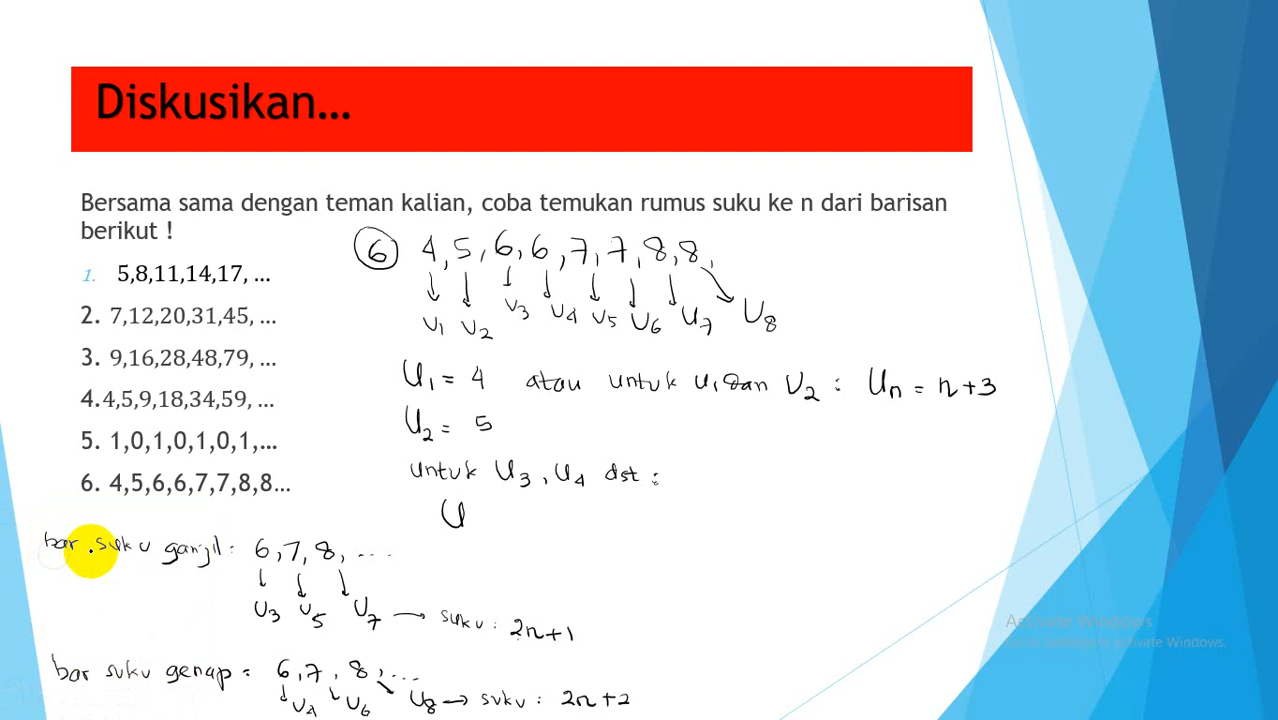 Diskusikan...
Bersama sama dengan teman kalian, coba temukan rumus suku ke n dari barisan
berikut !
1. 5,8,11,14,17, ...
2. 7,12,20,31,45, ...
3. 9,16,28,48,79, ...
4.4,5,9,18,34,59, ...
5. 1,0,1,0,1,0,1,...
6. 4,5,6,6,7,7,8,8...
6 4,5,6,6,7,7,8,8,
U1 U2 U3 U4 U5 U6 U7 U8
U1 = 4 atau untuk U1 dan U2 : Un = n+3
U2 = 5
untuk U3, U4 dst :
U
bar. suku ganjil : 6,7,8, ....
U3 U5 U7 → suku : 2n+1
bar suku genap = 6,7,8, ...
U4 U6 U8 → suku : 2n+2
Activate Windows